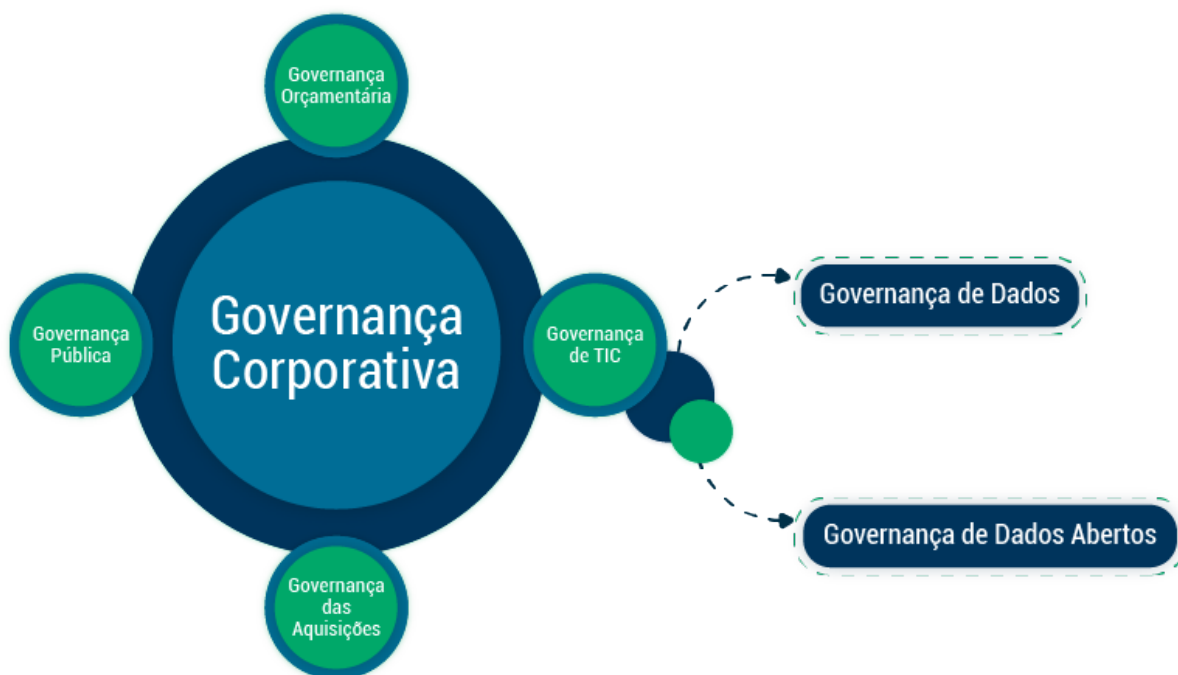 Governança
Orçamentária
Governança
Corporativa
Governança
Pública
Governança
de TIC
Governança
das
Aquisições
Governança de Dados
Governança de Dados Abertos